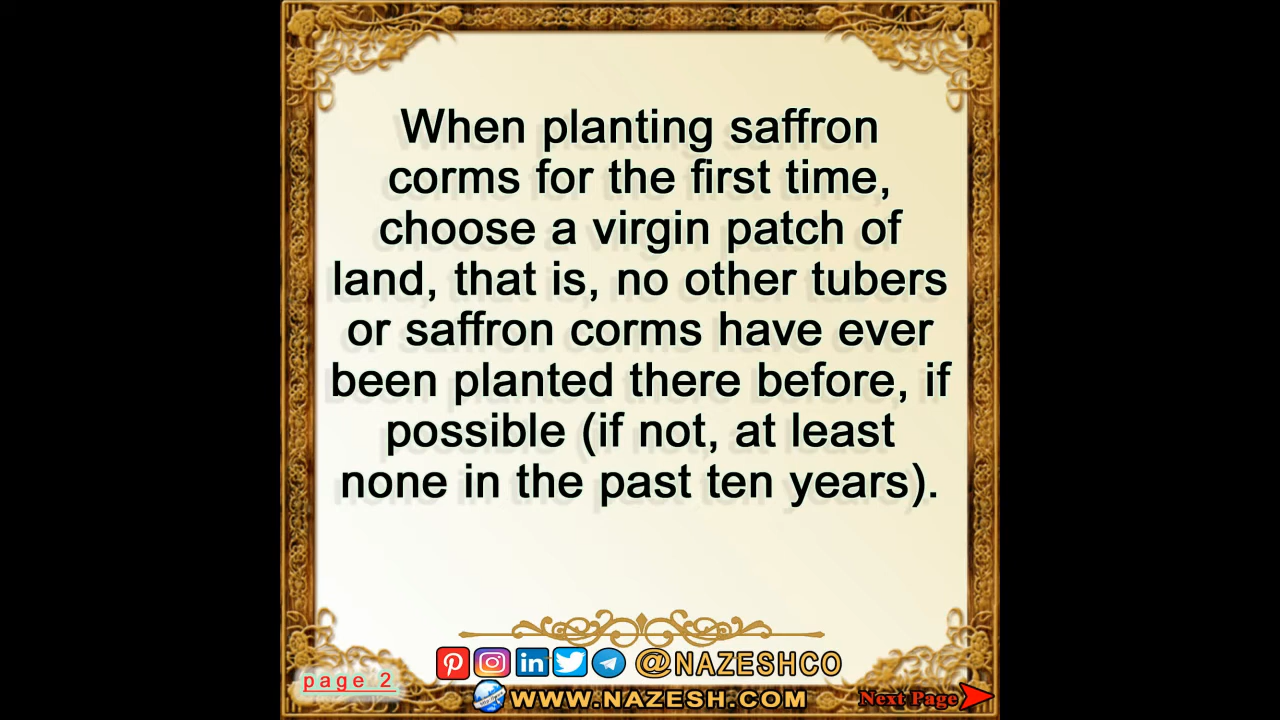 When planting saffron
corms for the first time,
choose a virgin patch of
land, that is, no other tubers
or saffron corms have ever
been planted there before, if
possible (if not, at least
none in the past ten years).
@NAZESHCO
page 2
WWW.NAZESH.COM
Next Page